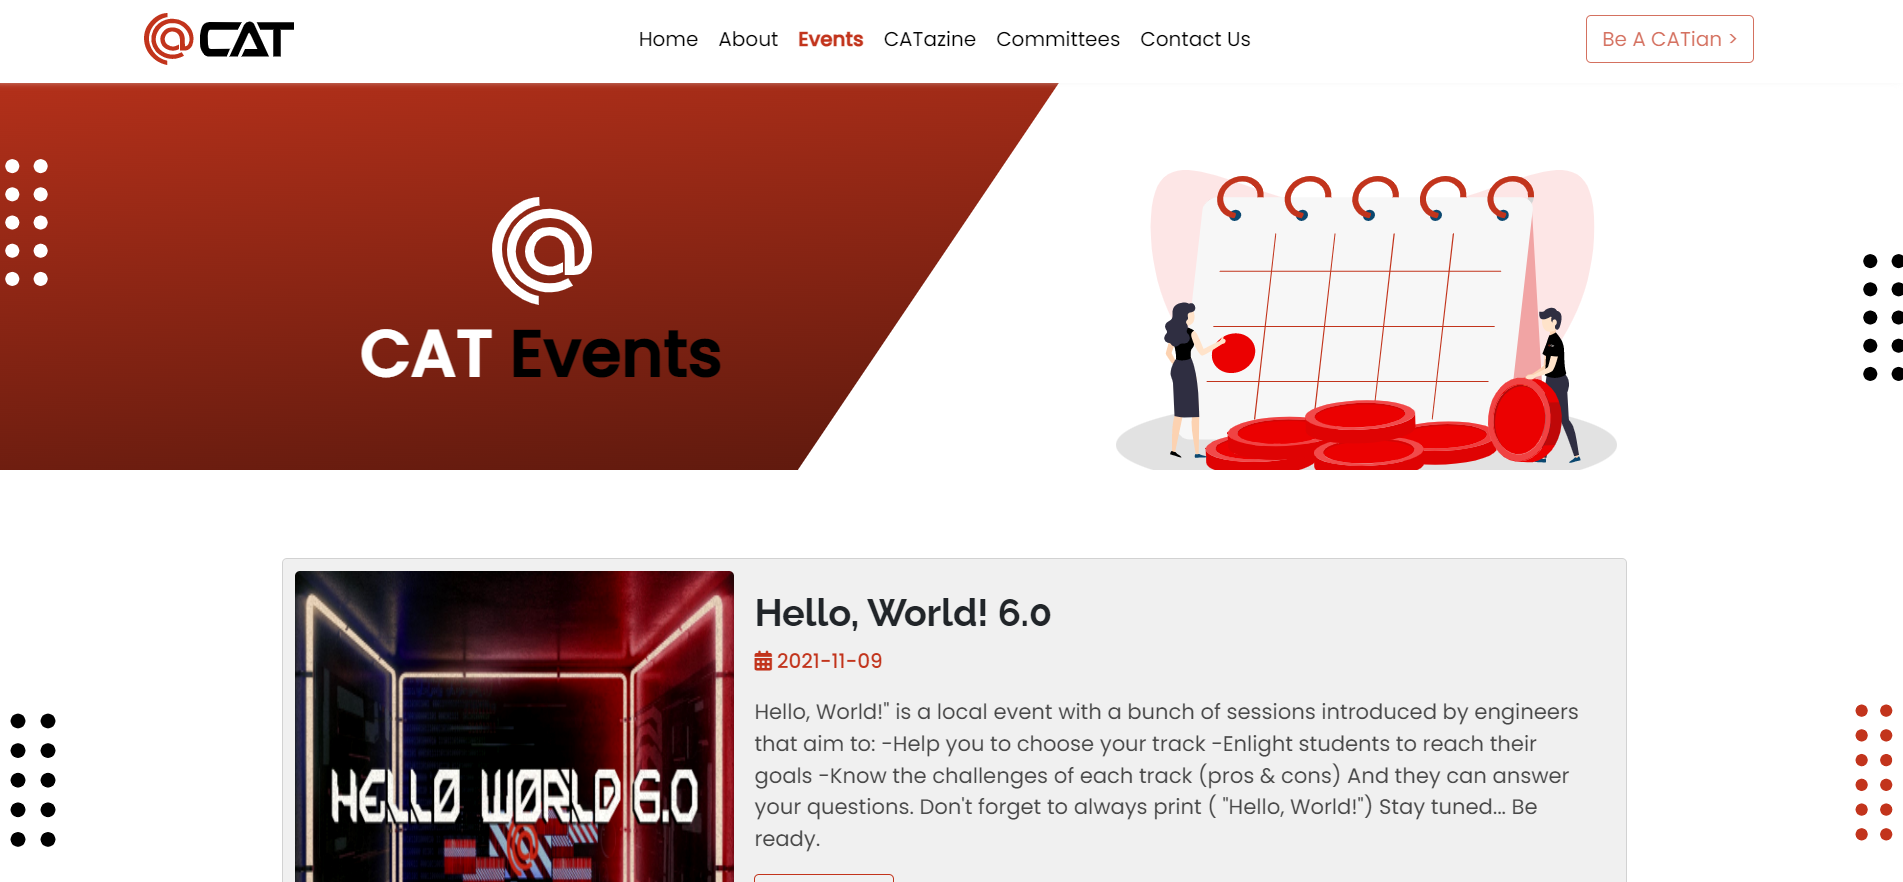 CAT
Home About Events CATazine Committees Contact Us
Be A CATian >
CAT Events
Hello, World! 6.0
2021-11-09
Hello, World!" is a local event with a bunch of sessions introduced by engineers
that aim to: -Help you to choose your track -Enlight students to reach their
goals -Know the challenges of each track (pros & cons) And they can answer
your questions. Don't forget to always print ( "Hello, World!") Stay tuned... Be
ready.
HELLO WORLD 6.0